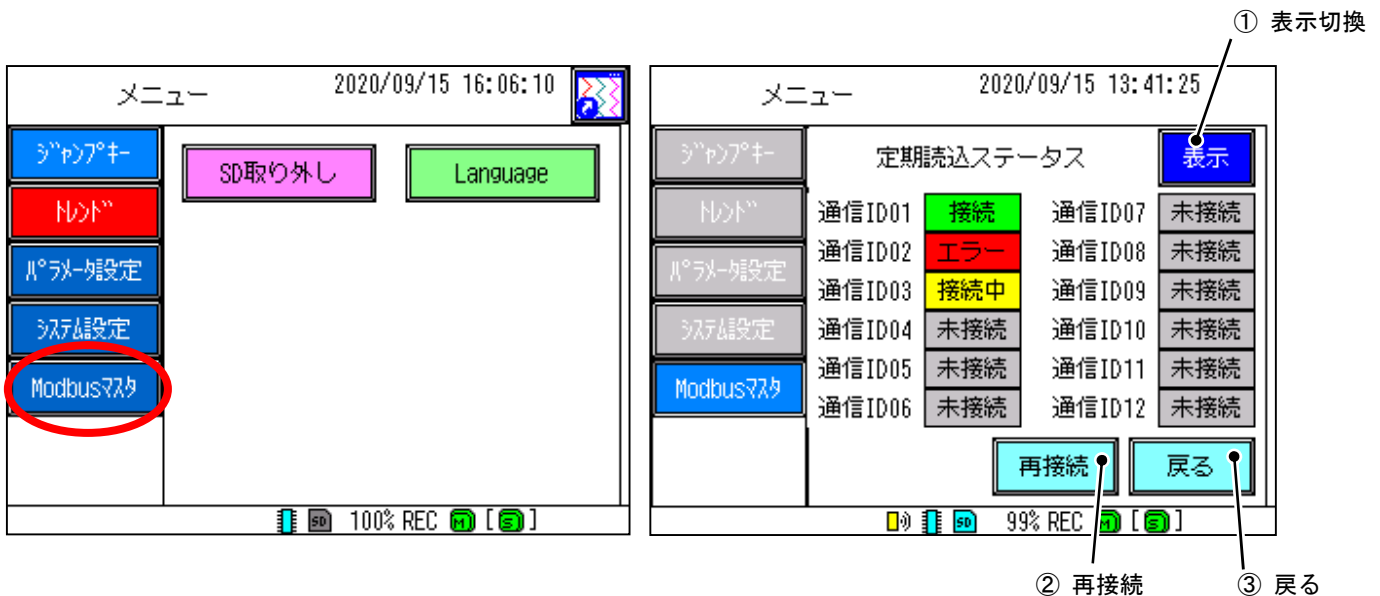 ① 表示切換
メニュー 2020/09/15 16:06:10
ジャンプキー
トレンド
パラメータ設定
システム設定
Modbusマスタ
SD取り外し Language
100% REC M [S]
メニュー 2020/09/15 13:41:25
ジャンプキー
トレンド
パラメータ設定
システム設定
Modbusマスタ
定期読込ステータス 表示
通信ID01 接続 通信ID07 未接続
通信ID02 エラー 通信ID08 未接続
通信ID03 接続中 通信ID09 未接続
通信ID04 未接続 通信ID10 未接続
通信ID05 未接続 通信ID11 未接続
通信ID06 未接続 通信ID12 未接続
再接続 戻る
SD 99% REC M [S]
② 再接続 ③ 戻る